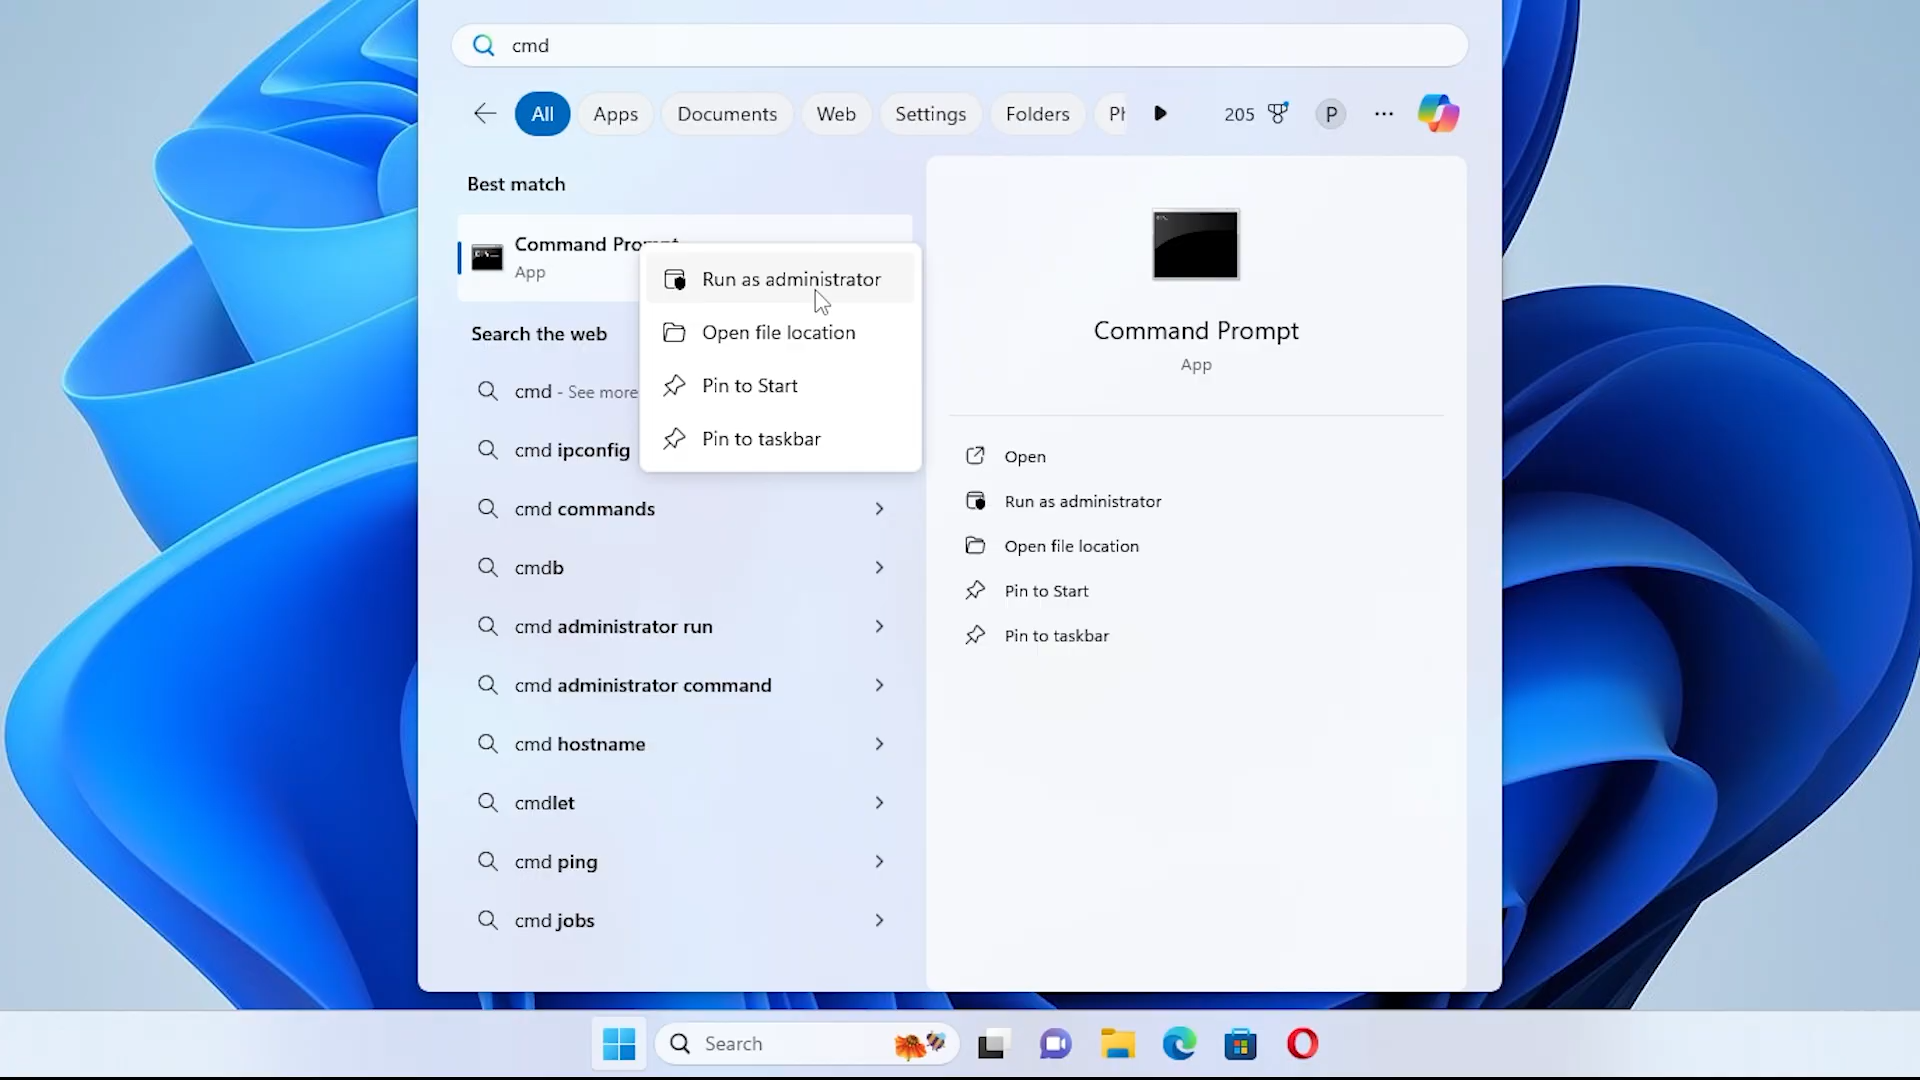 cmd
All Apps Documents Web Settings Folders Ph 205 P
Best match
Command Prompt
App
Run as administrator
Open file location
Pin to Start
Pin to taskbar
Search the web
cmd - See more
cmd ipconfig
cmd commands
cmdb
cmd administrator run
cmd administrator command
cmd hostname
cmdlet
cmd ping
cmd jobs
Command Prompt
App
Open
Run as administrator
Open file location
Pin to Start
Pin to taskbar
Search